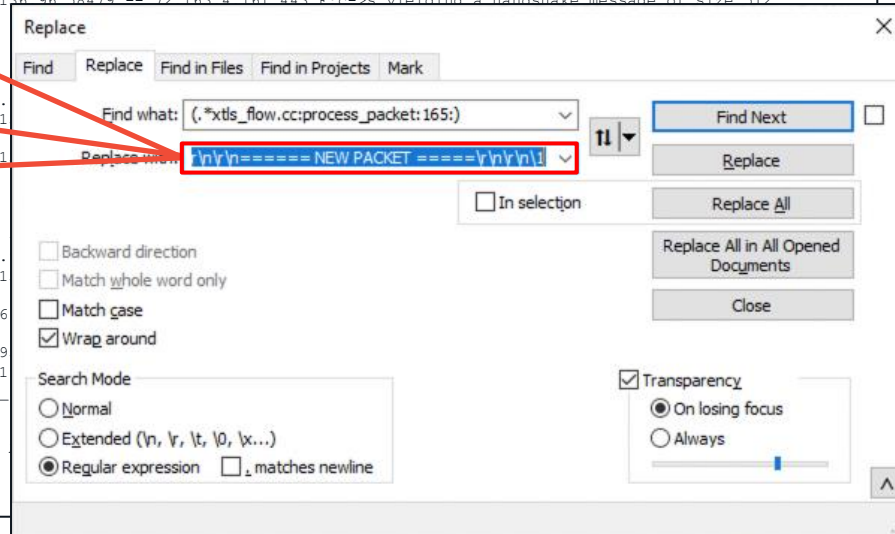 Replace
Find Replace Find in Files Find in Projects Mark
Find what: (.*xtls_flow.cc:process_packet:165:) Find Next
\n\r\n====== NEW PACKET =====\r\n\r\n\1 Replace
In selection Replace All
Backward direction Replace All in All Opened Documents
Match whole word only
Match case Close
Wrap around
Search Mode Transparency
Normal On losing focus
Extended (\n, \r, \t, \0, \x...) Always
Regular expression . matches newline